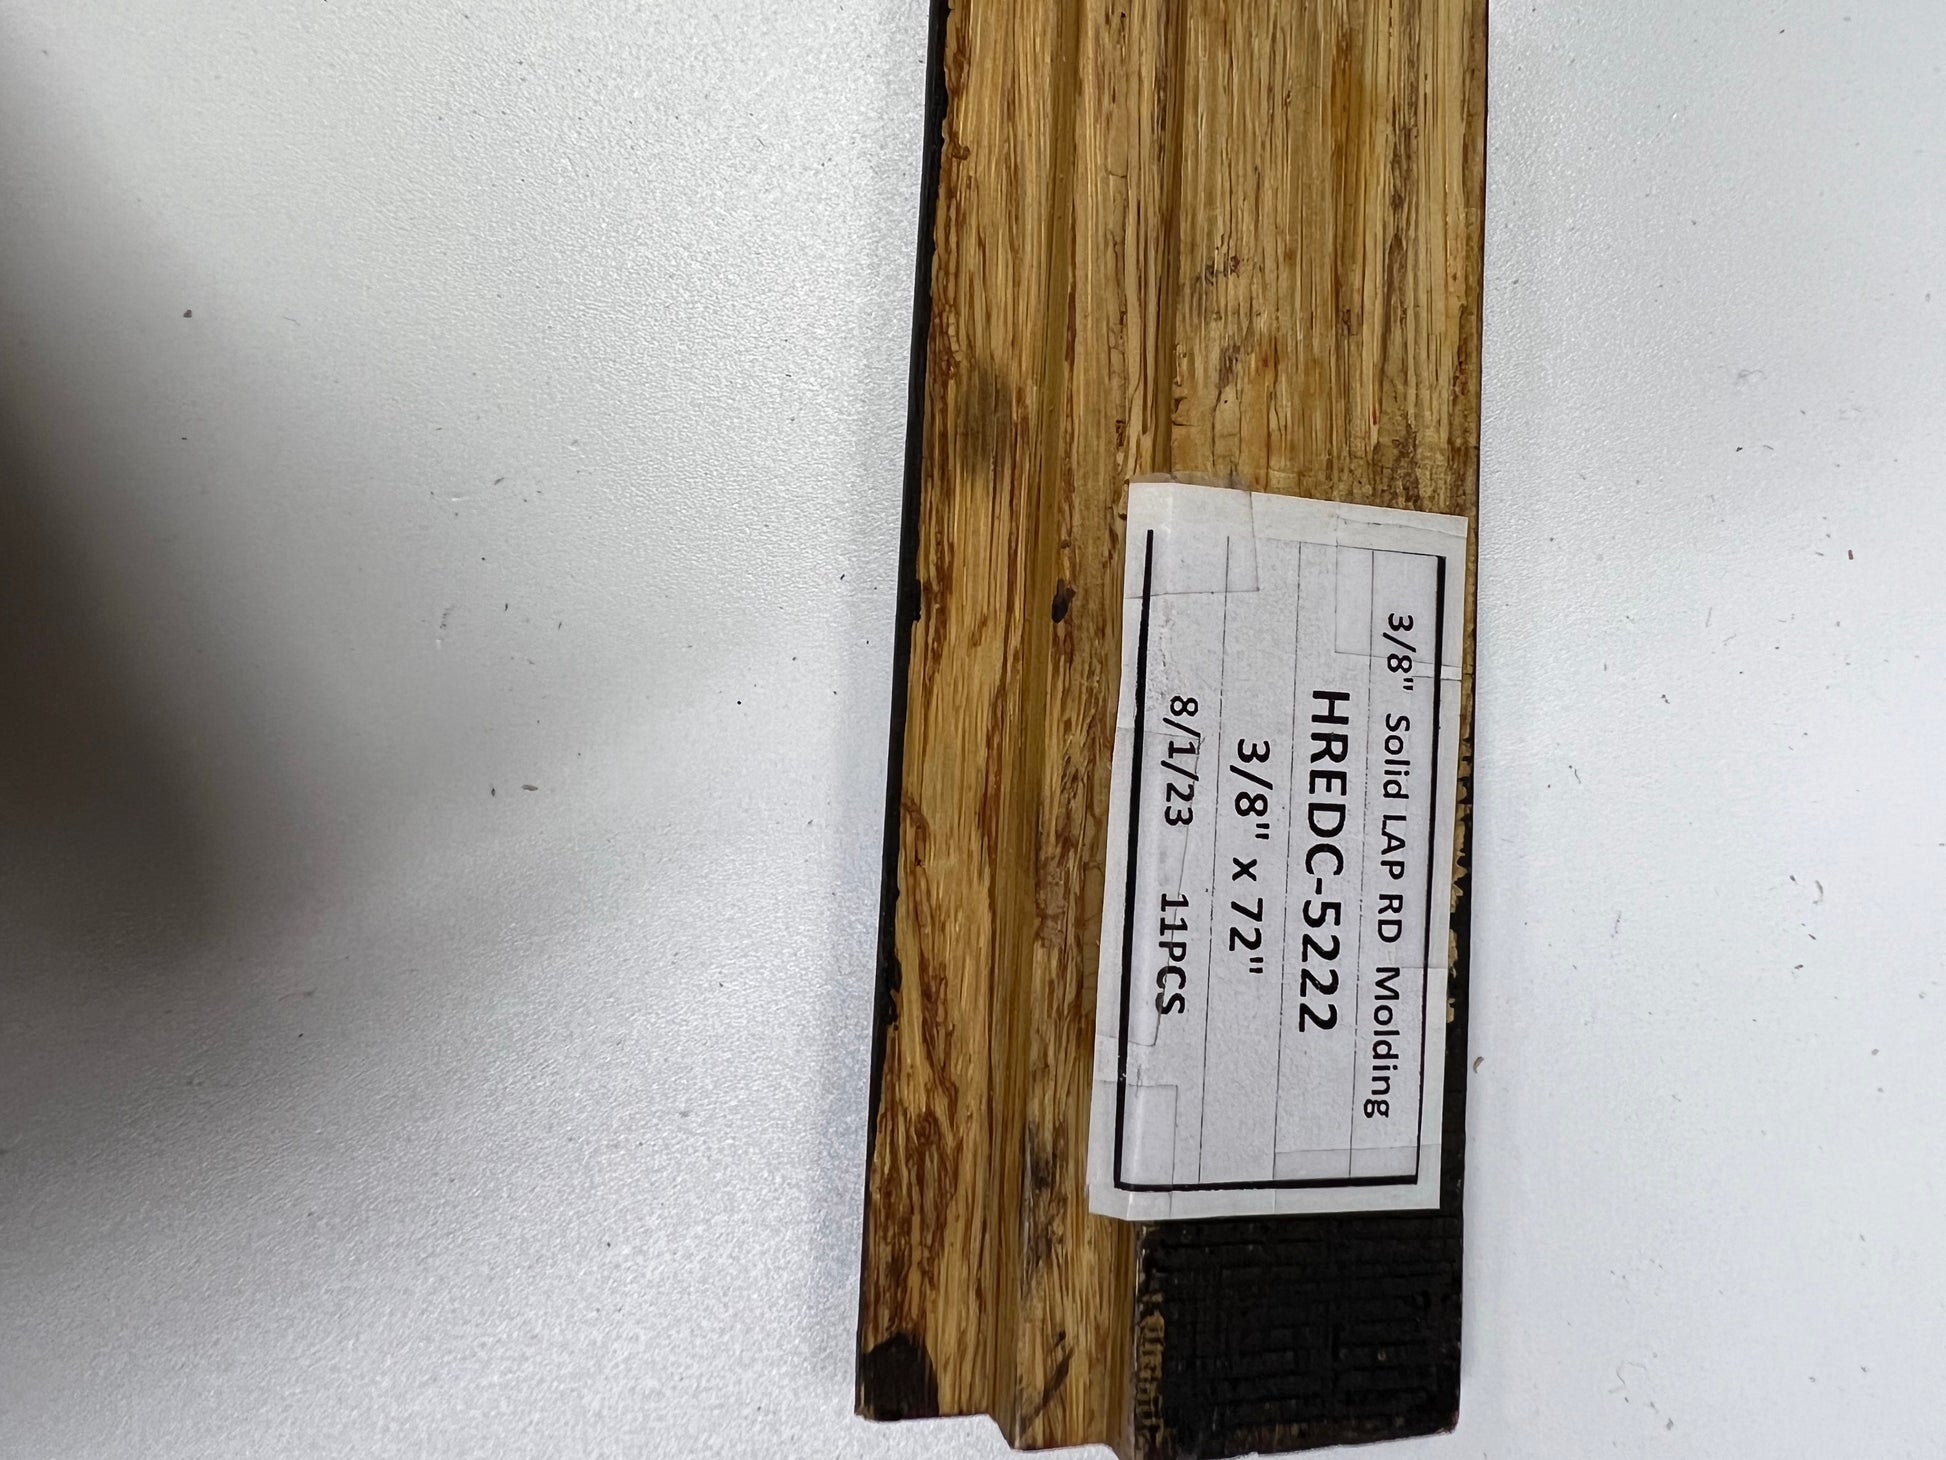 3/8" Solid LAP RD Molding
HREDC-5222
3/8" x 72"
8/1/23 11PCS